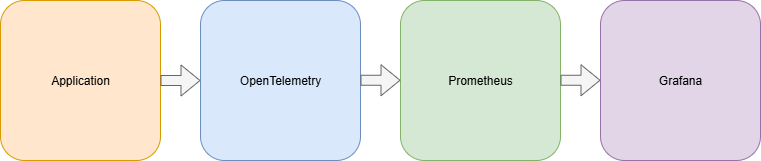 Application
OpenTelemetry
Prometheus
Grafana